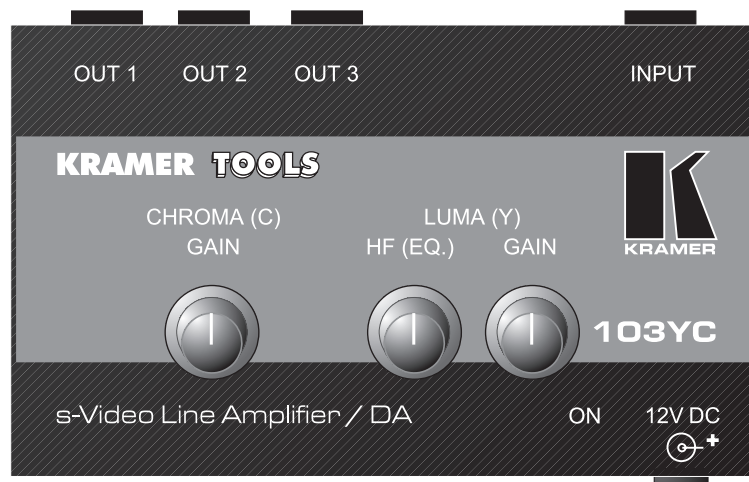 OUT 1 OUT 2 OUT 3 INPUT
KRAMER TOOLS
K
KRAMER
CHROMA (C) LUMA (Y)
GAIN HF (EQ.) GAIN
103YC
s-Video Line Amplifier / DA ON 12V DC
+